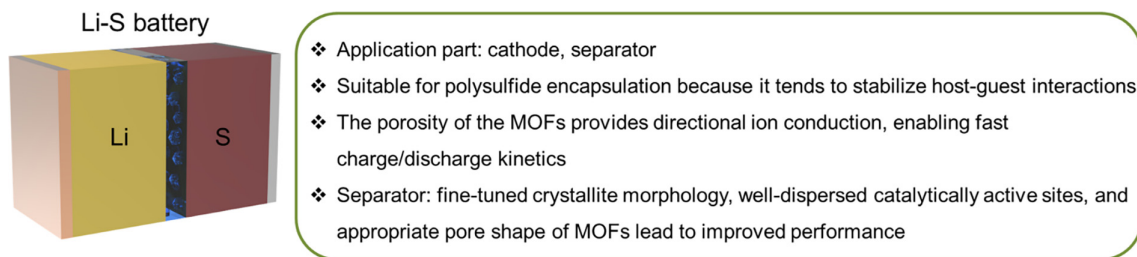 Li-S battery
Li
S
❖ Application part: cathode, separator
❖ Suitable for polysulfide encapsulation because it tends to stabilize host-guest interactions
❖ The porosity of the MOFs provides directional ion conduction, enabling fast
charge/discharge kinetics
❖ Separator: fine-tuned crystallite morphology, well-dispersed catalytically active sites, and
appropriate pore shape of MOFs lead to improved performance